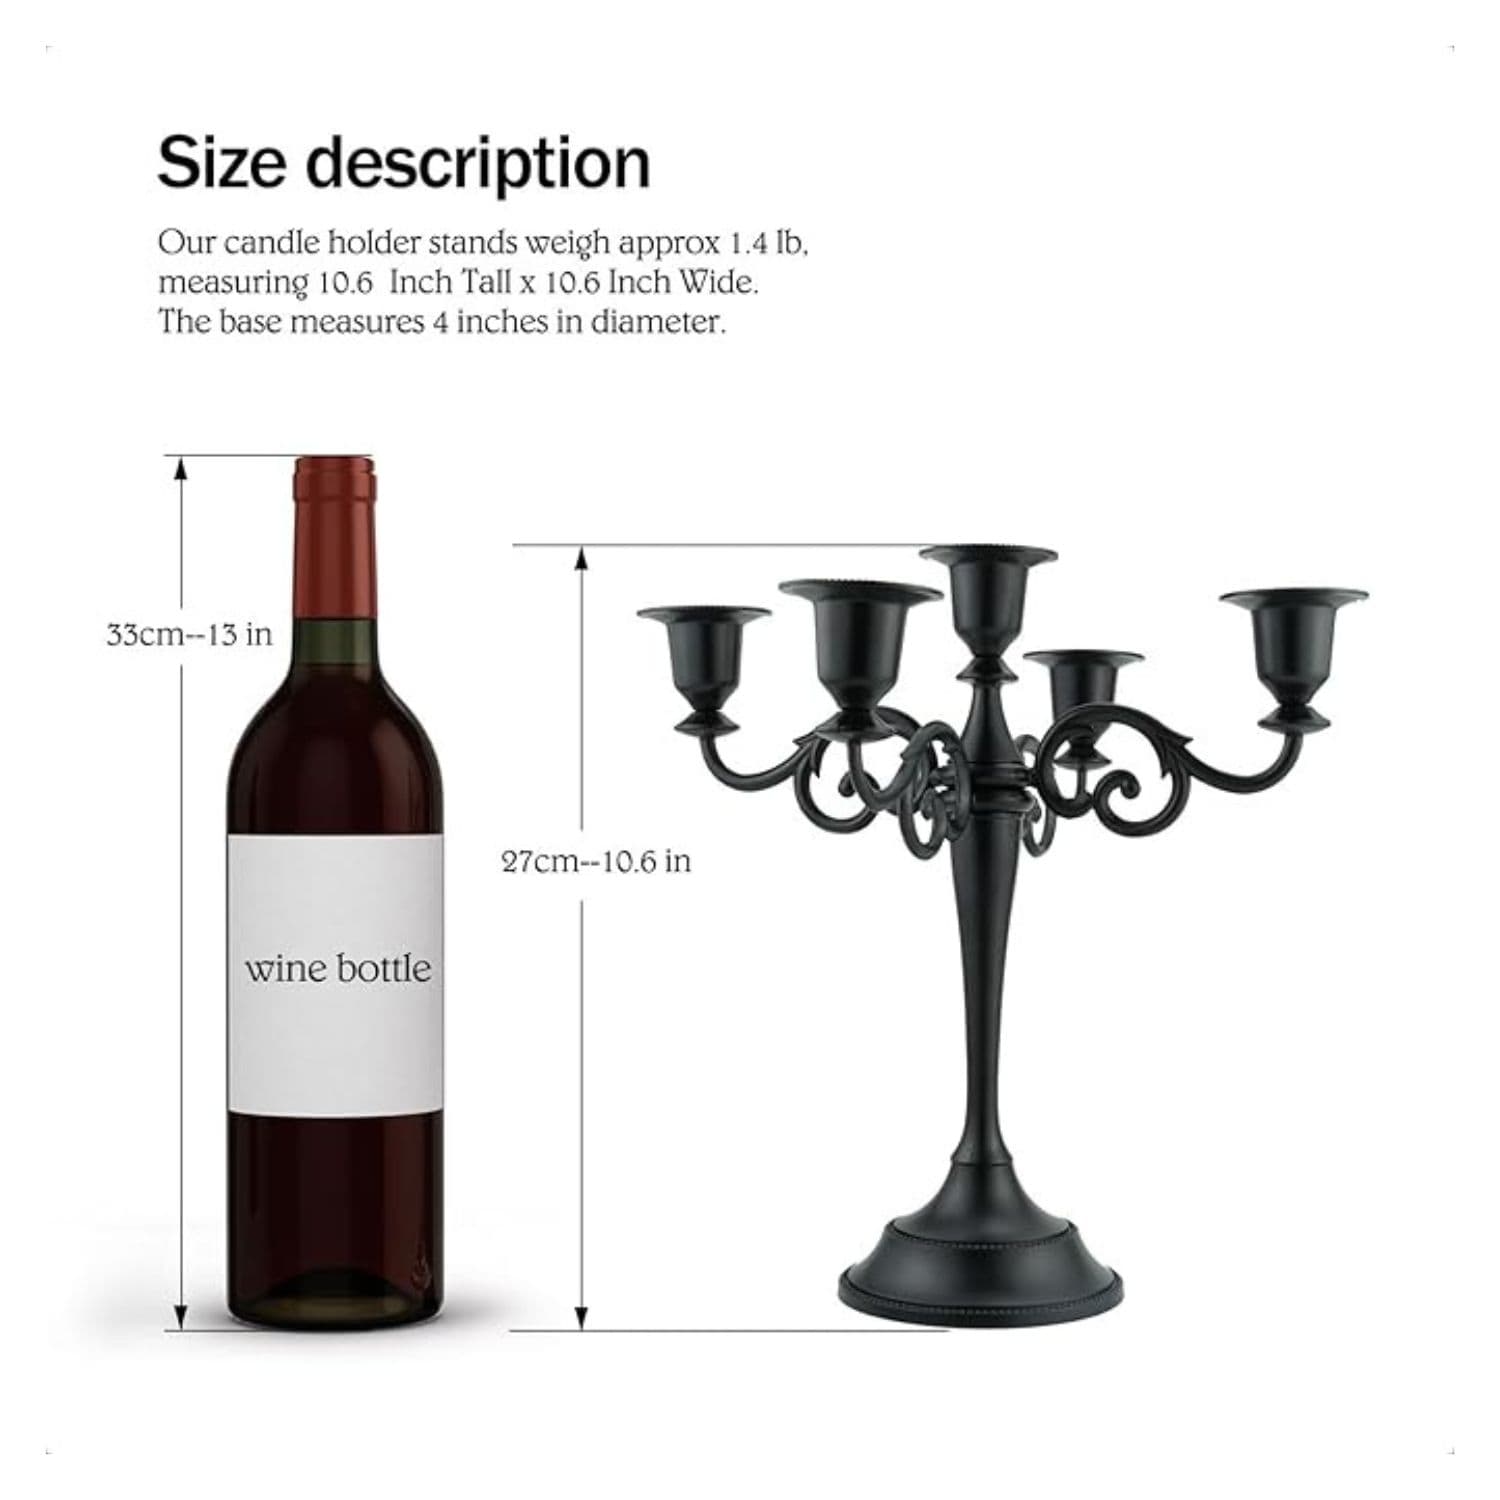 Size description
Our candle holder stands weigh approx 1.4 lb,
measuring 10.6 Inch Tall x 10.6 Inch Wide.
The base measures 4 inches in diameter.
33cm--13 in
27cm--10.6 in
wine bottle